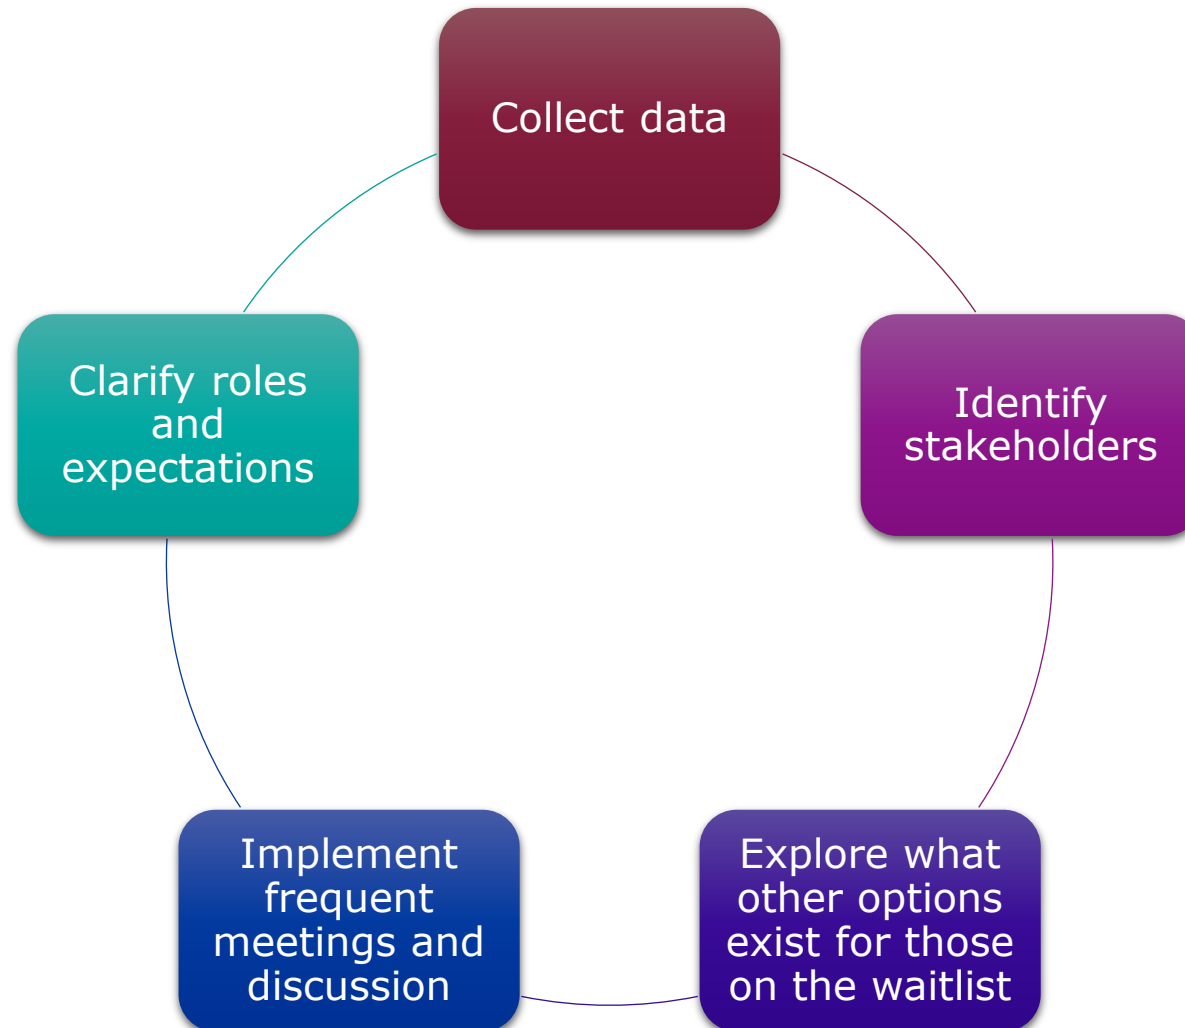 Collect data
Identify
stakeholders
Explore what
other options
exist for those
on the waitlist
Implement
frequent
meetings and
discussion
Clarify roles
and
expectations